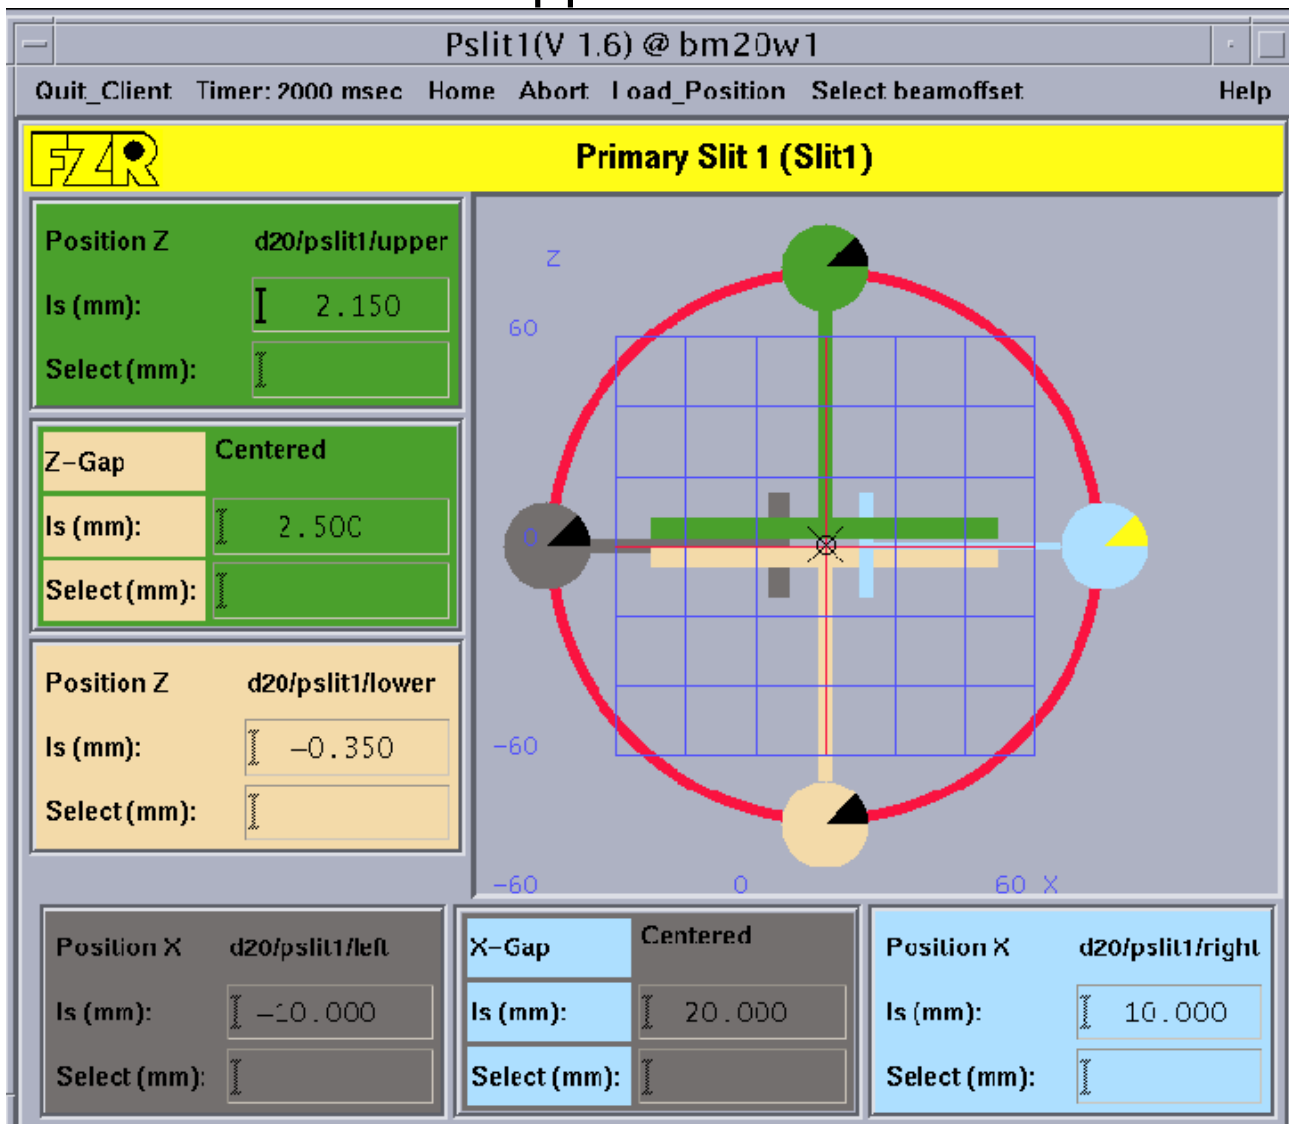 Pslit1(V 1.6) @ bm20w1
Quit_Client Timer: 2000 msec Home Abort Load_Position Select beamoffset Help
FZR
Primary Slit 1 (Slit1)
Position Z d20/pslit1/upper
Is (mm): 2.150
Select (mm):
Z-Gap Centered
Is (mm): 2.500
Select (mm):
Position Z d20/pslit1/lower
Is (mm): -0.350
Select (mm):
Z
60
0
-60
-60 0 60 X
Position X d20/pslit1/left
Is (mm): -10.000
Select (mm):
X-Gap Centered
Is (mm): 20.000
Select (mm):
Position X d20/pslit1/right
Is (mm): 10.000
Select (mm):